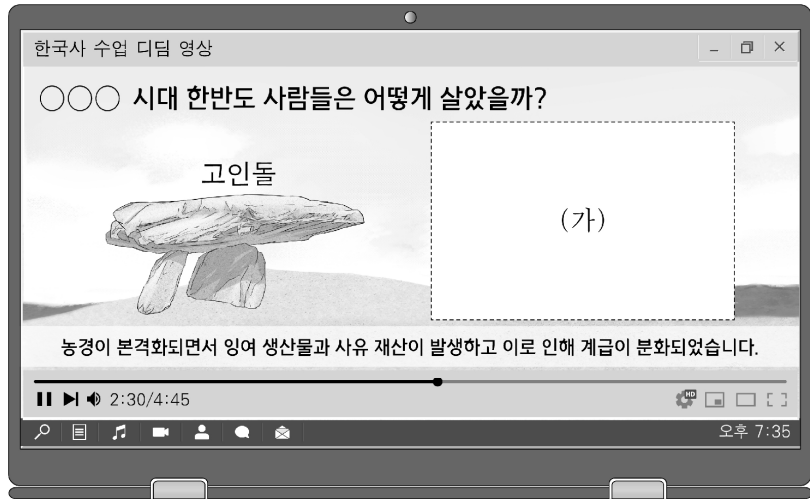 한국사 수업 디딤 영상
○○○ 시대 한반도 사람들은 어떻게 살았을까?
고인돌
(가)
농경이 본격화되면서 잉여 생산물과 사유 재산이 발생하고 이로 인해 계급이 분화되었습니다.
2:30/4:45
HD
오후 7:35